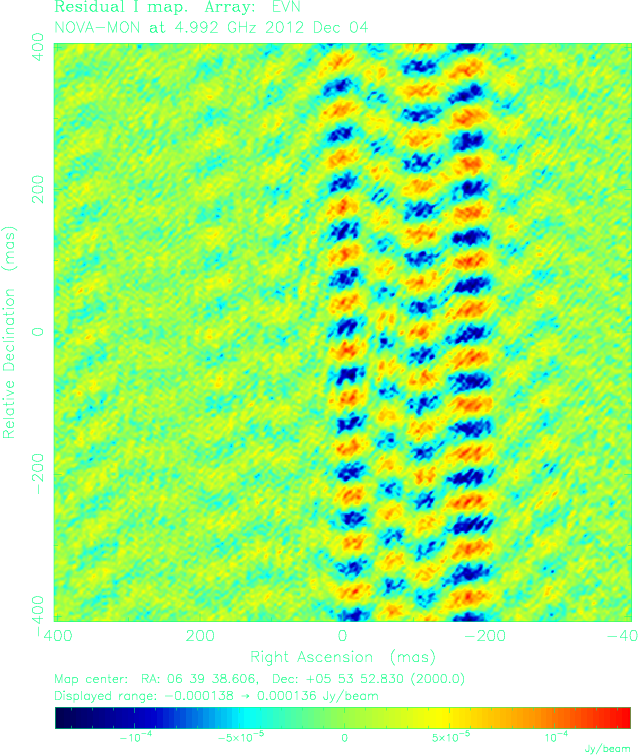 Residual I map. Array: EVN
NOVA-MON at 4.992 GHz 2012 Dec 04
400
200
0
-200
-400
Relative Declination (mas)
-400 200 0 -200 -40
Right Ascension (mas)
Map center: RA: 06 39 38.606, Dec: +05 53 52.830 (2000.0)
Displayed range: -0.000138 → 0.000136 Jy/beam
-10⁻⁴ -5×10⁻⁵ 0 5×10⁻⁵ 10⁻⁴
Jy/beam